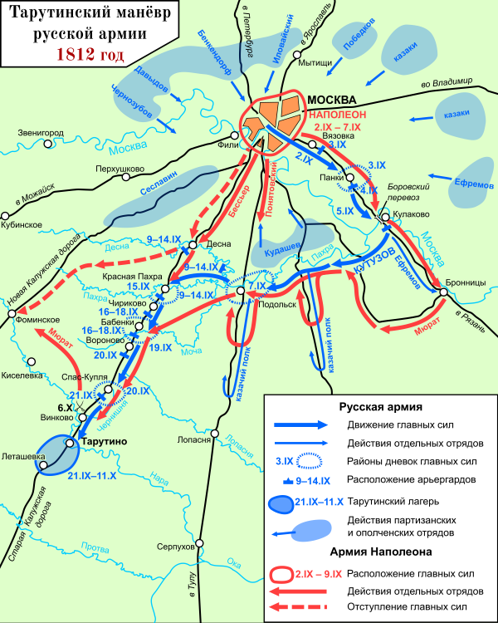 Тарутинский манёвр
русской армии
1812 год
в Петербург
в Ярославль
Бенкендорф
Иловайский
Победков
казаки
Мытищи
Давыдов
Чернозубов
во Владимир
МОСКВА
НАПОЛЕОН
2.IX – 7.IX
казаки
Звенигород
Москва
Фили
Вязовка
3.IX
2.IX
Перхушково
Панки
3.IX
4.IX
Ефремов
в Можайск
Сеславин
Бессьер
Понятовский
5.IX
Боровский
перевоз
Кубинское
Кулаково
Новая Калужская дорога
Десна
9–14.IX
Десна
Кудашев
Пахра
КУТУЗОВ
Москва
Ефремов
9–14.IX
Красная Пахра
15.IX
7.IX
Бронницы
Пахра
Чириково
9–14.IX
Подольск
в Рязань
16–18.IX
Фоминское
Бабенки
16–18.IX
Мюрат
Мюрат
Вороново
19.IX
20.IX
Моча
казачий полк
казачий полк
Киселевка
Спас-Купля
21.IX
20.IX
6.X
Чернишня
Винково
Тарутино
Лопасня
Лопасня
Леташевка
21.IX–11.X
Нара
Старая Калужская
дорога
Протва
Серпухов
Ока
в Тулу
Русская армия
Движение главных сил
Действия отдельных отрядов
3.IX
Районы дневок главных сил
9–14.IX
Расположение арьергардов
21.IX–11.X
Тарутинский лагерь
Действия партизанских
и ополченских отрядов
Армия Наполеона
2.IX – 9.IX
Расположение главных сил
Действия отдельных отрядов
Отступление главных сил